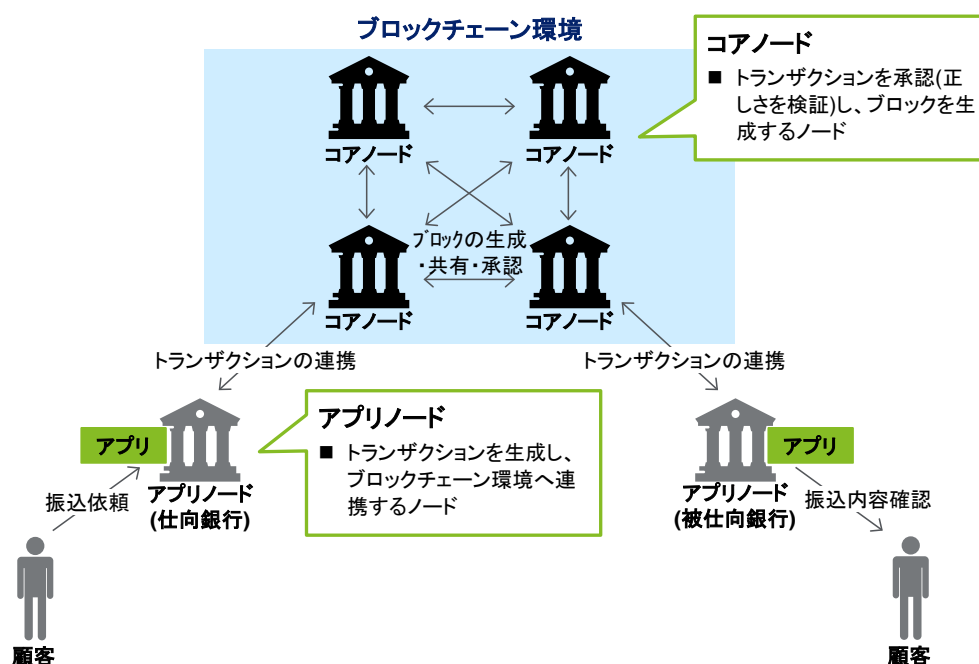 ブロックチェーン環境
コアノード
■ トランザクションを承認(正
しさを検証)し、ブロックを生
成するノード
コアノード
コアノード
ブロックの生成
・共有・承認
コアノード
コアノード
トランザクションの連携
トランザクションの連携
アプリノード
■ トランザクションを生成し、
ブロックチェーン環境へ連
携するノード
アプリ
アプリ
アプリノード
(仕向銀行)
アプリノード
(被仕向銀行)
振込依頼
振込内容確認
顧客
顧客